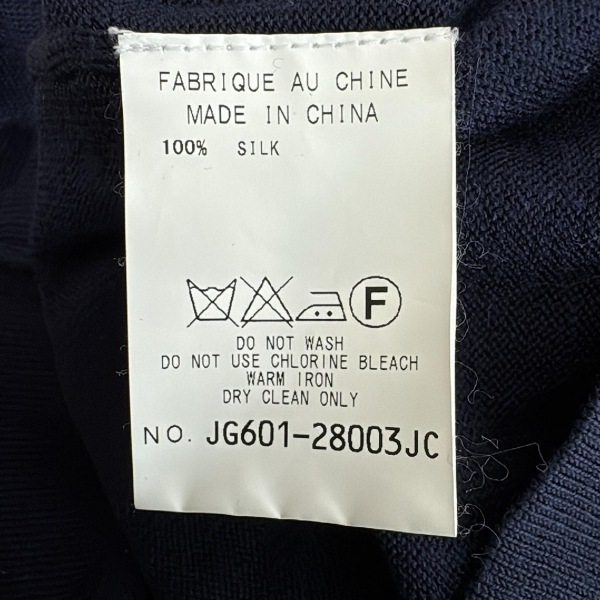 FABRIQUE AU CHINE
MADE IN CHINA
100% SILK
F
DO NOT WASH
DO NOT USE CHLORINE BLEACH
WARM IRON
DRY CLEAN ONLY
NO. JG601-28003JC